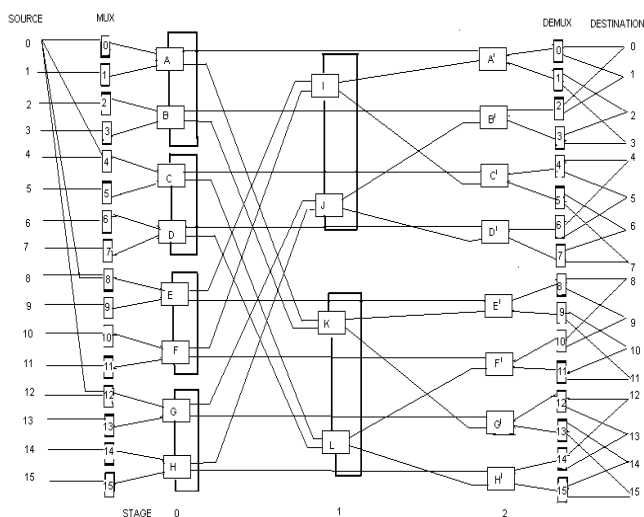 SOURCE MUX DEMUX DESTINATION
0 0 A A' 0 0
1 1 I 1 1
2 2 B B' 2 2
3 3 3 3
4 4 C C' 4 4
5 5 J 5 5
6 6 D D' 6 6
7 7 7 7
8 8 E E' 8 8
9 9 K 9 9
10 10 F F' 10 10
11 11 11 11
12 12 G G' 12 12
13 13 L 13 13
14 14 H H' 14 14
15 15 15 15
STAGE 0 1 2